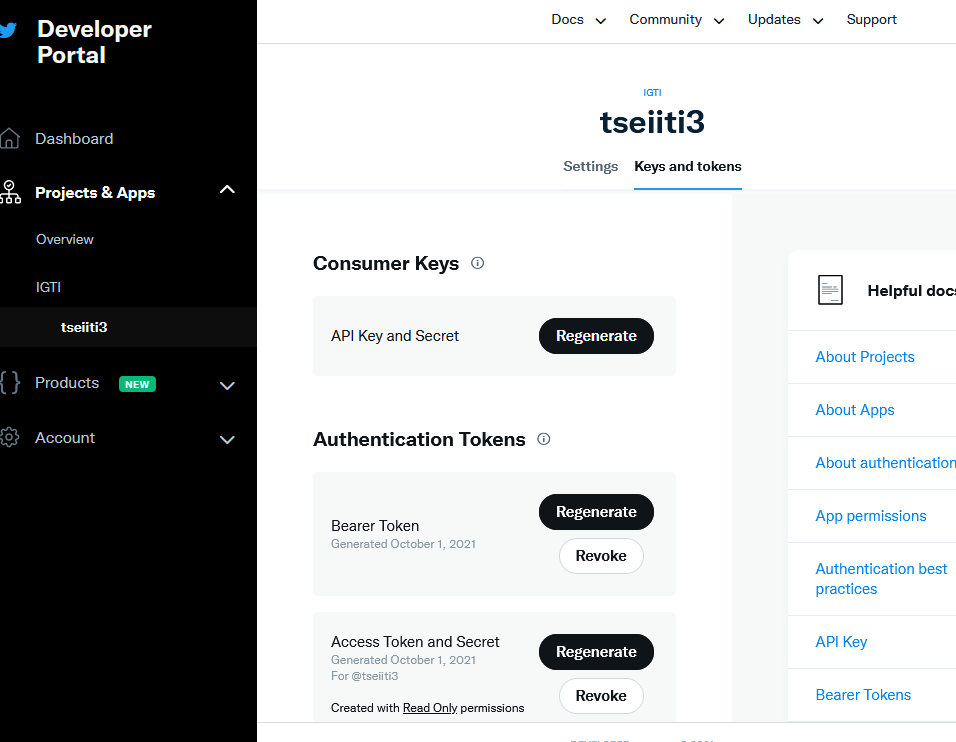 Developer
Portal
Dashboard
Projects & Apps
Overview
IGTI
tseiiti3
Products NEW
Account
Docs Community Updates Support
IGTI
tseiiti3
Settings Keys and tokens
Consumer Keys
API Key and Secret Regenerate
Authentication Tokens
Bearer Token
Generated October 1, 2021
Regenerate
Revoke
Access Token and Secret
Generated October 1, 2021
For @tseiiti3
Created with Read Only permissions
Regenerate
Revoke
Helpful docs
About Projects
About Apps
About authentication
App permissions
Authentication best
practices
API Key
Bearer Tokens